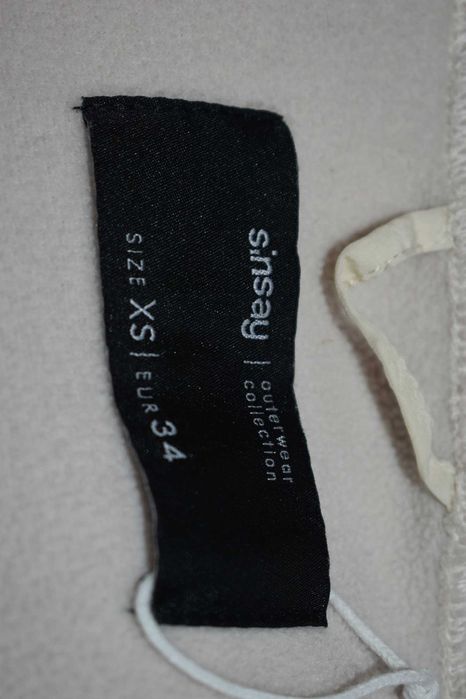 sinsay | outerwear
collection
SIZE XS | EUR 34